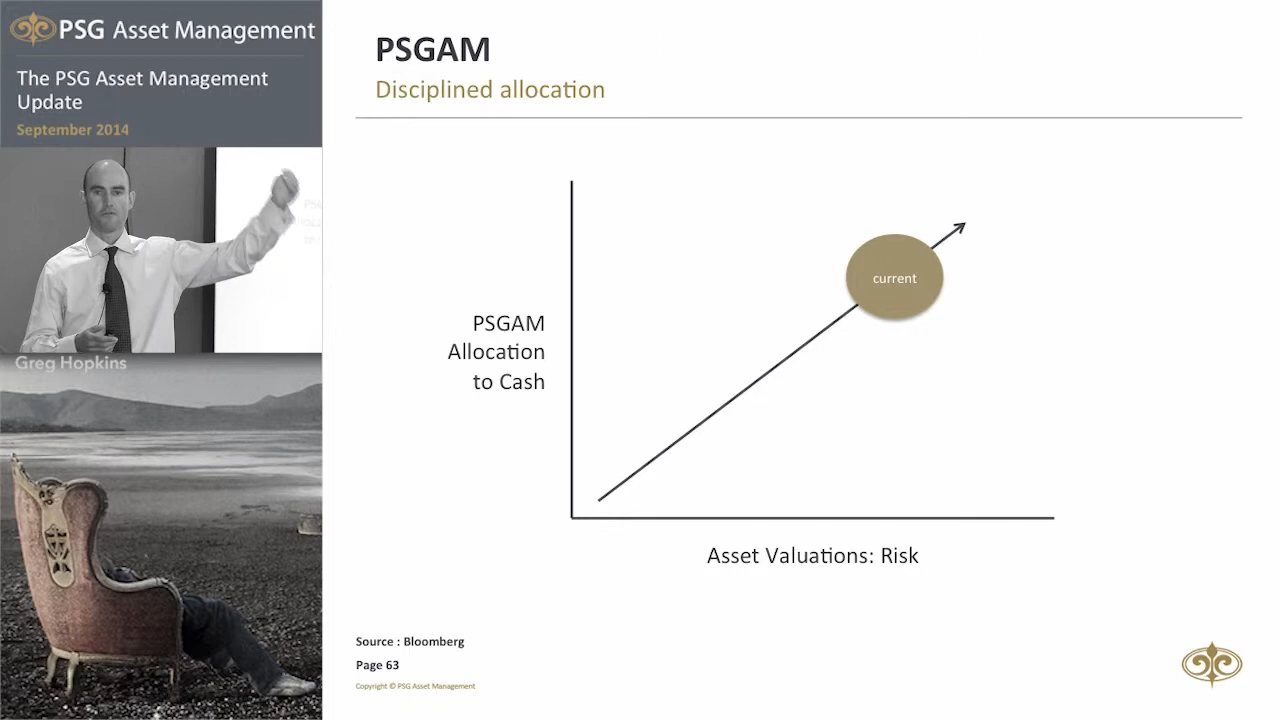 PSG Asset Management
The PSG Asset Management
Update
September 2014
Greg Hopkins
PSGAM
Disciplined allocation
current
PSGAM
Allocation
to Cash
Asset Valuations: Risk
Source : Bloomberg
Page 63
Copyright © PSG Asset Management